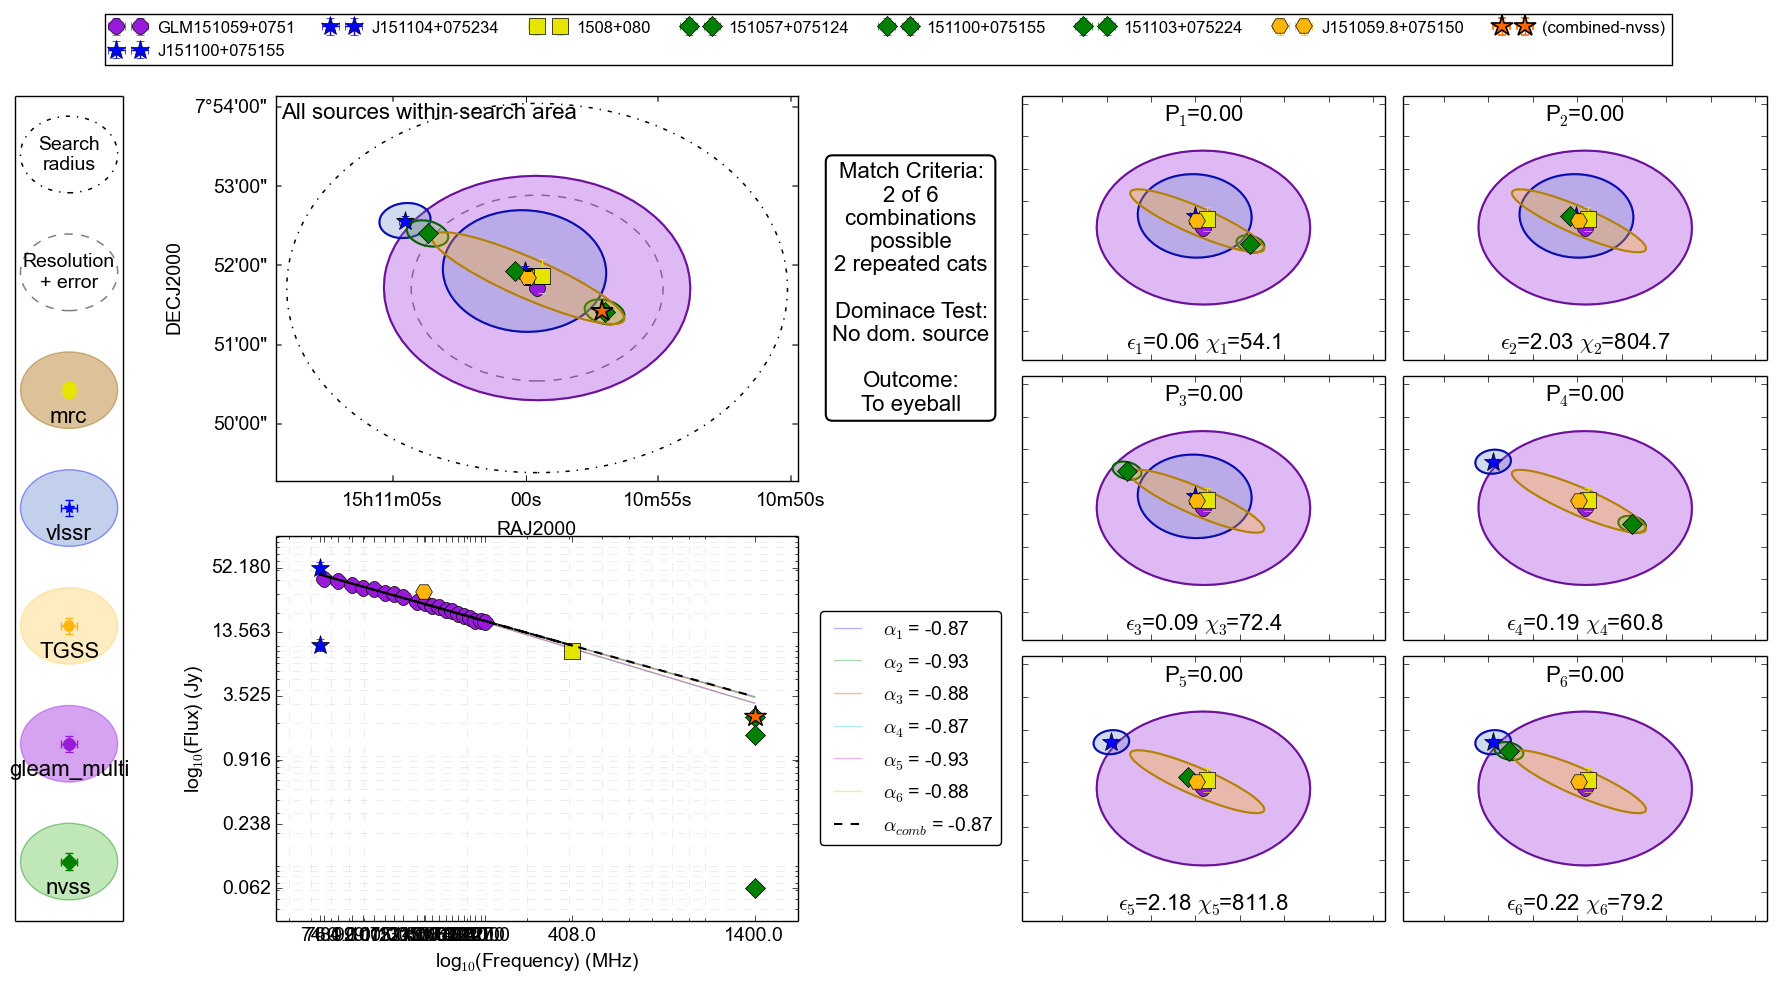 GLM151059+0751 J151104+075234 1508+080 151057+075124 151100+075155 151103+075224 J151059.8+075150 (combined-nvss)
J151100+075155
Search
radius
Resolution
+ error
mrc
vlssr
TGSS
gleam_multi
nvss
All sources within search area
DECJ2000
7°54'00"
53'00"
52'00"
51'00"
50'00"
15h11m05s 00s 10m55s 10m50s
RAJ2000
Match Criteria:
2 of 6
combinations
possible
2 repeated cats
Dominace Test:
No dom. source
Outcome:
To eyeball
log₁₀(Flux) (Jy)
52.180
13.563
3.525
0.916
0.238
0.062
408.0 1400.0
log₁₀(Frequency) (MHz)
α₁ = -0.87
α₂ = -0.93
α₃ = -0.88
α₄ = -0.87
α₅ = -0.93
α₆ = -0.88
α_comb = -0.87
P₁=0.00
ϵ₁=0.06 χ₁=54.1
P₂=0.00
ϵ₂=2.03 χ₂=804.7
P₃=0.00
ϵ₃=0.09 χ₃=72.4
P₄=0.00
ϵ₄=0.19 χ₄=60.8
P₅=0.00
ϵ₅=2.18 χ₅=811.8
P₆=0.00
ϵ₆=0.22 χ₆=79.2